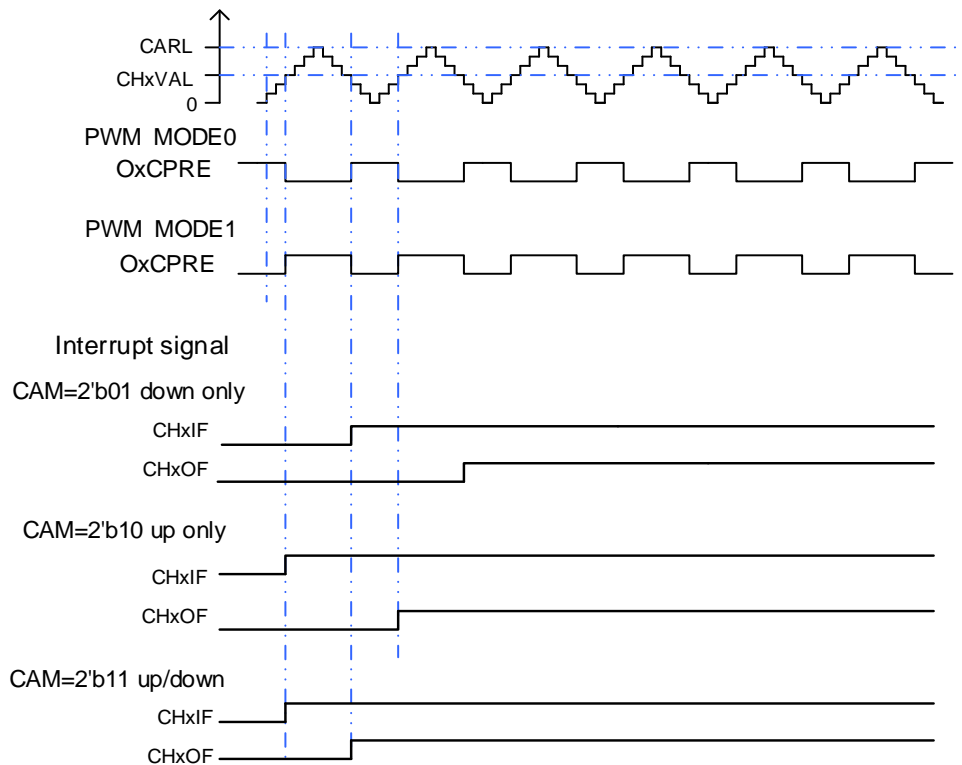 CARL
CHxVAL
0
PWM MODE0
OxCPRE
PWM MODE1
OxCPRE
Interrupt signal
CAM=2'b01 down only
CHxIF
CHxOF
CAM=2'b10 up only
CHxIF
CHxOF
CAM=2'b11 up/down
CHxIF
CHxOF